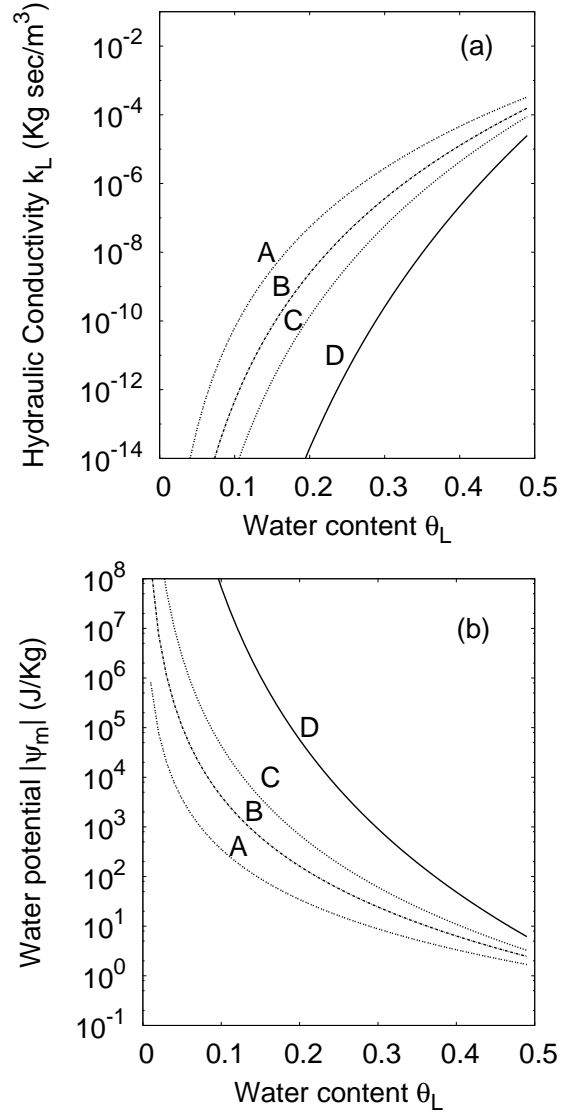 (a)
Hydraulic Conductivity k_L (Kg sec/m^3)
10^-2
10^-4
10^-6
10^-8
10^-10
10^-12
10^-14
A
B
C
D
0 0.1 0.2 0.3 0.4 0.5
Water content θ_L
(b)
Water potential |ψ_m| (J/Kg)
10^8
10^7
10^6
10^5
10^4
10^3
10^2
10^1
10^0
10^-1
D
C
B
A
0 0.1 0.2 0.3 0.4 0.5
Water content θ_L